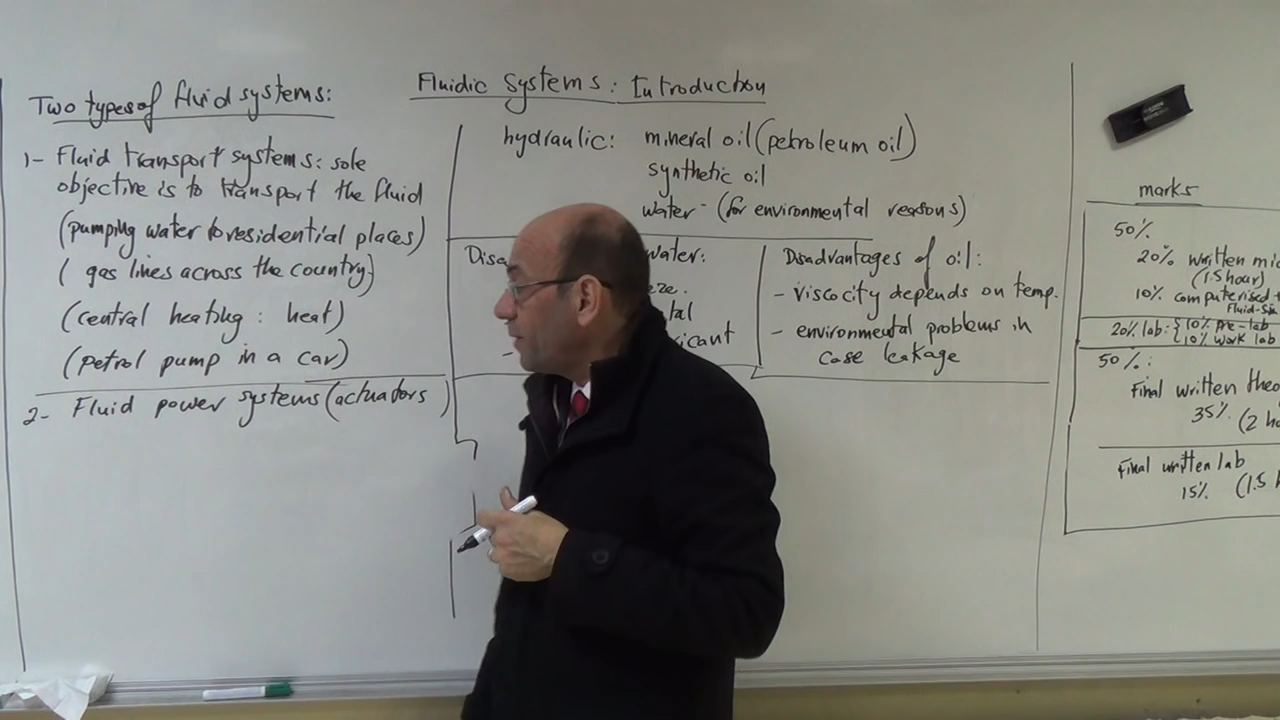 Fluidic Systems: Introduction
Two types of fluid systems:
1- Fluid transport systems: sole
objective is to transport the fluid
(pumping water to residential places)
( gas lines across the country)
(central heating : heat)
(petrol pump in a car)
2- Fluid power systems (actuators)
hydraulic: mineral oil (petroleum oil)
synthetic oil
water - (for environmental reasons)
water:
Disadvantages of oil:
- viscocity depends on temp.
- environmental problems in
case leakage
marks
50%
20% written
(1.5 hour)
10% computerised
Fluid-Sim
20% lab: { 10% pre-lab
10% work lab
50%:
Final written
35% (2
Final written lab
15% (1.5